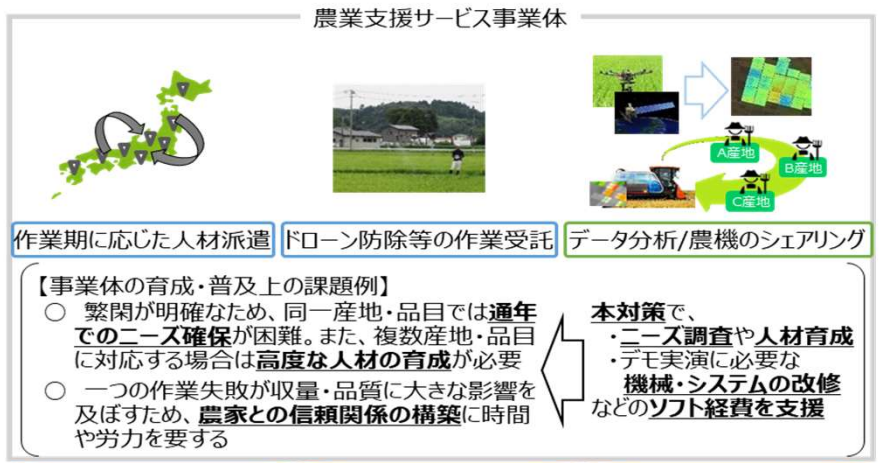 農業支援サービス事業体
A産地
B産地
C産地
作業期に応じた人材派遣
ドローン防除等の作業受託
データ分析/農機のシェアリング
【事業体の育成・普及上の課題例】
○ 繁閑が明確なため、同一産地・品目では通年
でのニーズ確保が困難。また、複数産地・品目
に対応する場合は高度な人材の育成が必要
○ 一つの作業失敗が収量・品質に大きな影響を
及ぼすため、農家との信頼関係の構築に時間
や労力を要する
本対策で、
・ニーズ調査や人材育成
・デモ実演に必要な
機械・システムの改修
などのソフト経費を支援